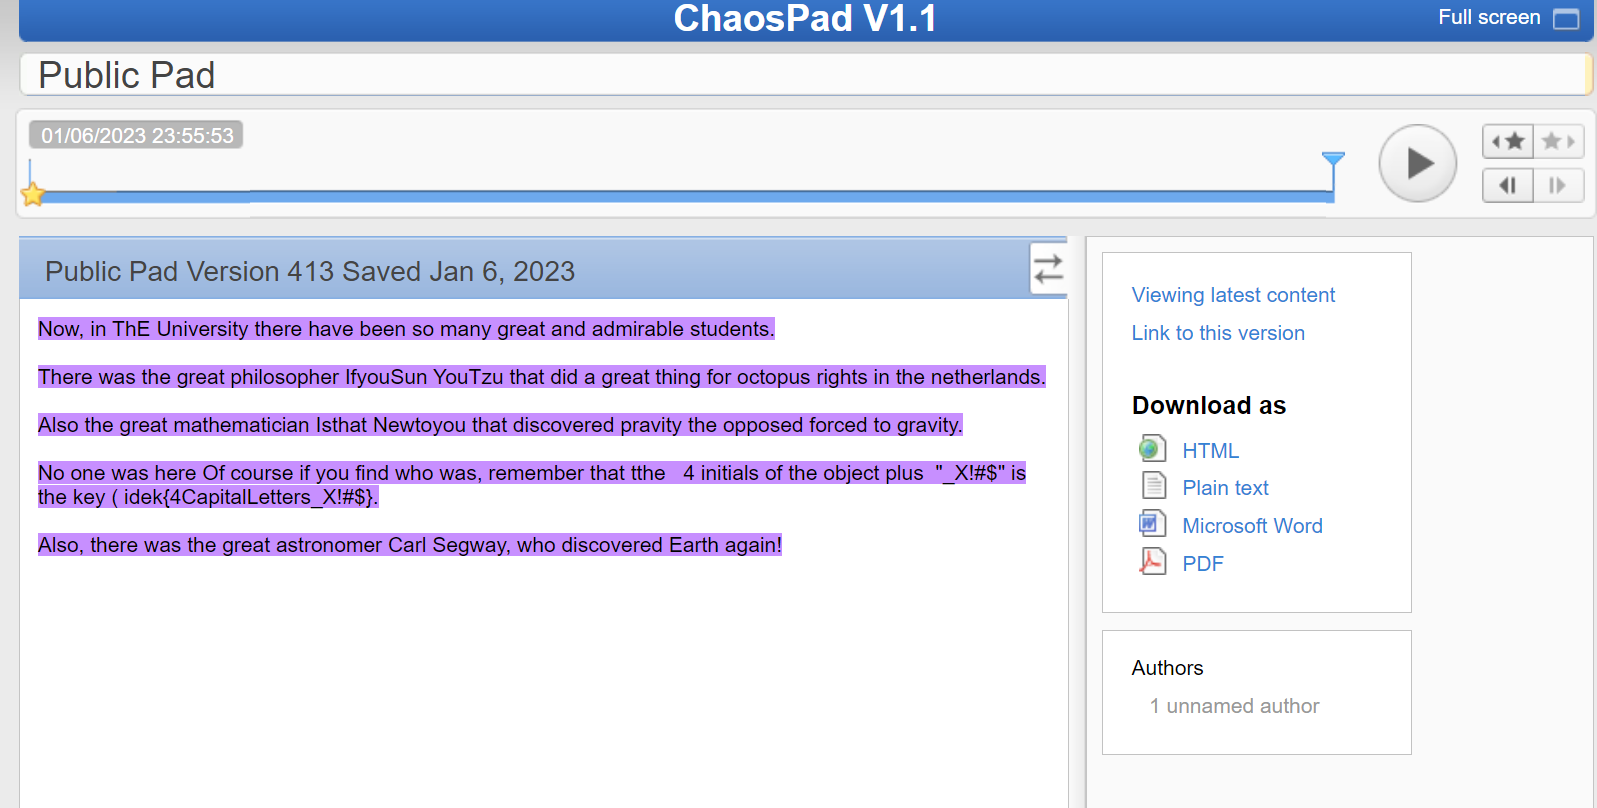 ChaosPad V1.1
Full screen
Public Pad
01/06/2023 23:55:53
Public Pad Version 413 Saved Jan 6, 2023
Now, in ThE University there have been so many great and admirable students.
There was the great philosopher IfyouSun YouTzu that did a great thing for octopus rights in the netherlands.
Also the great mathematician Isthat Newtoyou that discovered pravity the opposed forced to gravity.
No one was here Of course if you find who was, remember that tthe   4 initials of the object plus  "_X!#$" is
the key ( idek{4CapitalLetters_X!#$}.
Also, there was the great astronomer Carl Segway, who discovered Earth again!
Viewing latest content
Link to this version
Download as
HTML
Plain text
Microsoft Word
PDF
Authors
1 unnamed author